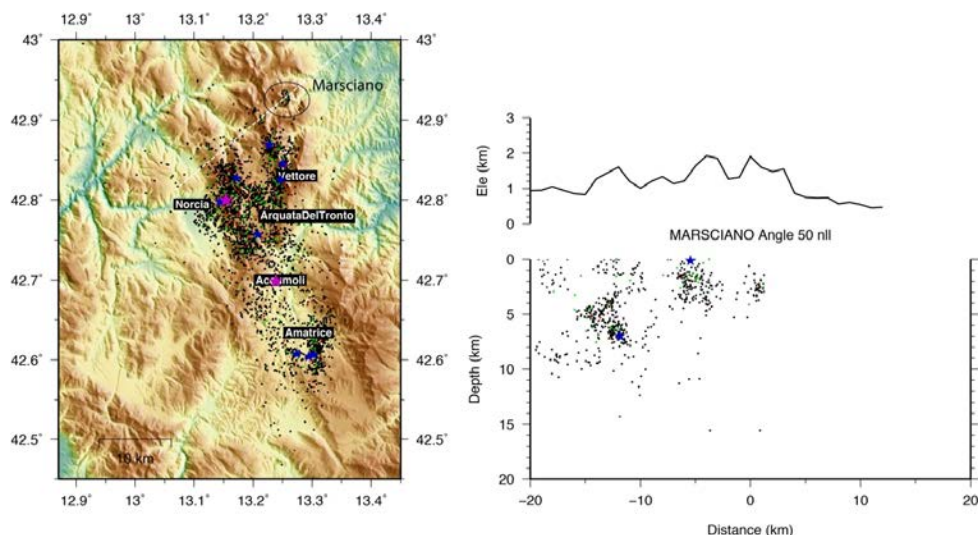 12.9˚ 13˚ 13.1˚ 13.2˚ 13.3˚ 13.4˚
43˚ 43˚
Marsciano
42.9˚ 42.9˚
Vettore
42.8˚ Norcia 42.8˚
ArquataDelTronto
42.7˚ Accumoli 42.7˚
Amatrice
42.6˚ 42.6˚
42.5˚ 42.5˚
10 km
12.9˚ 13˚ 13.1˚ 13.2˚ 13.3˚ 13.4˚
3
2
1
0
Ele (km)
MARSCIANO Angle 50 nll
0
5
10
15
20
Depth (km)
−20 −10 0 10 20
Distance (km)